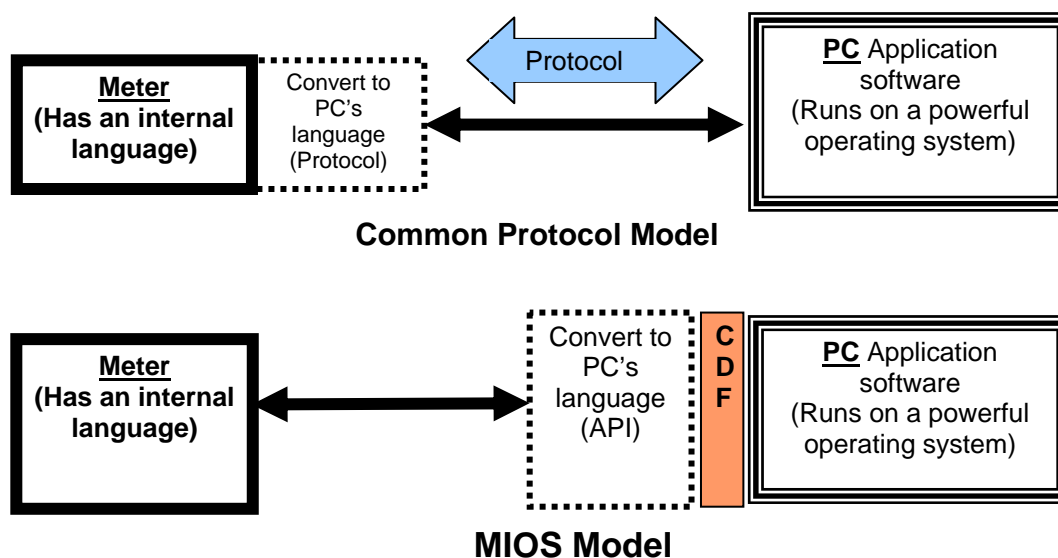 Meter
(Has an internal
language)
Convert to
PC's
language
(Protocol)
Protocol
PC Application
software
(Runs on a powerful
operating system)
Common Protocol Model
Meter
(Has an internal
language)
Convert to
PC's
language
(API)
C
D
F
PC Application
software
(Runs on a powerful
operating system)
MIOS Model